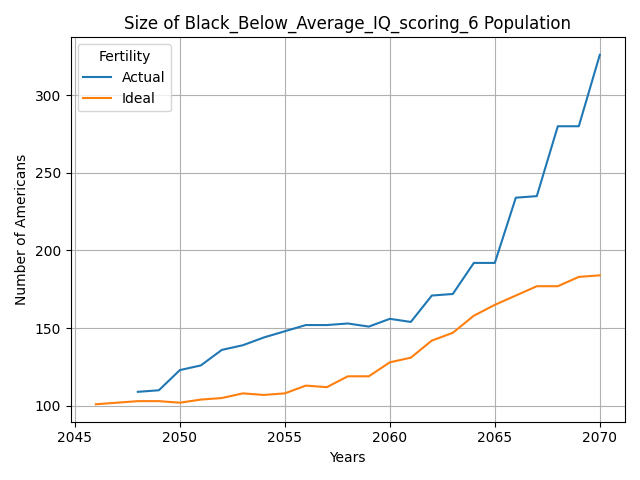 Size of Black_Below_Average_IQ_scoring_6 Population
Fertility
Actual
Ideal
Number of Americans
300
250
200
150
100
2045
2050
2055
2060
2065
2070
Years